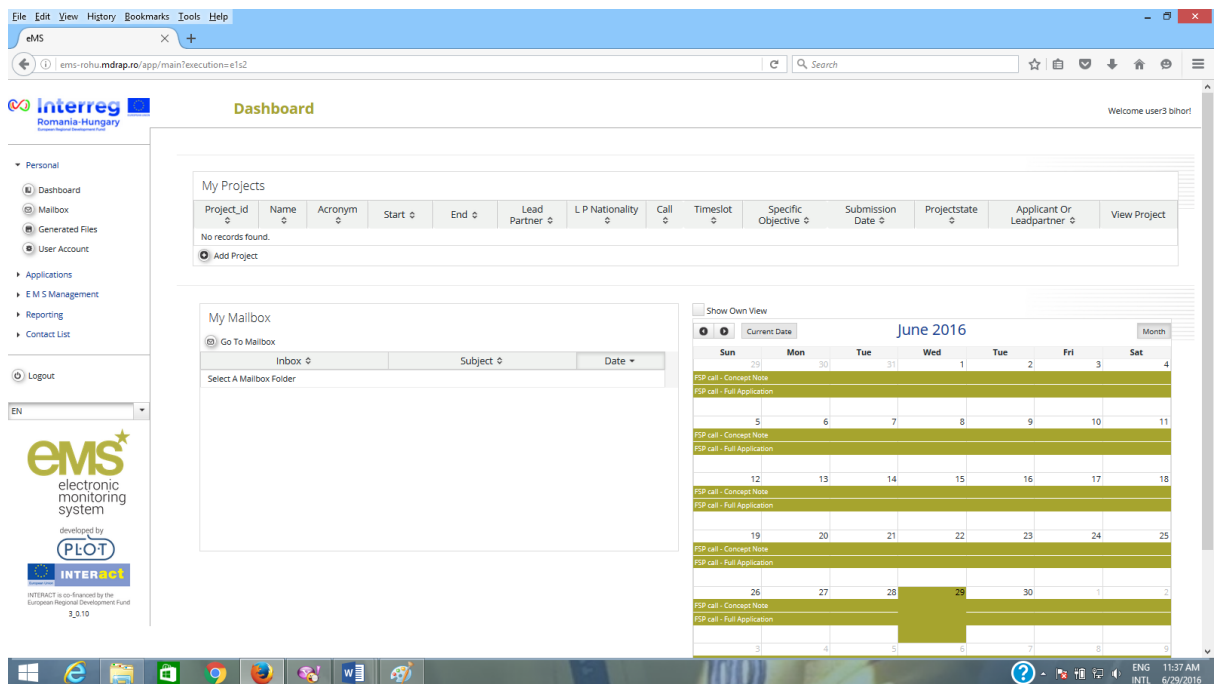 File Edit View History Bookmarks Tools Help
eMS
ems-rohu.mdrap.ro/app/main?execution=e1s2
Search
Interreg
Romania-Hungary
European Regional Development Fund
Dashboard
Welcome user3 bihor!
Personal
Dashboard
Mailbox
Generated Files
User Account
Applications
E M S Management
Reporting
Contact List
Logout
EN
eMS
electronic
monitoring
system
developed by
PLOT
INTERact
INTERACT is co-financed by the
European Regional Development Fund
3_0.10
My Projects
Project_id Name Acronym Start End Lead Partner L P Nationality Call Timeslot Specific Objective Submission Date Projectstate Applicant Or Leadpartner View Project
No records found.
Add Project
My Mailbox
Go To Mailbox
Inbox Subject Date
Select A Mailbox Folder
Show Own View
Current Date June 2016 Month
Sun Mon Tue Wed Tue Fri Sat
29 30 31 1 2 3 4
FSP call - Concept Note
FSP call - Full Application
5 6 7 8 9 10 11
FSP call - Concept Note
FSP call - Full Application
12 13 14 15 16 17 18
FSP call - Concept Note
FSP call - Full Application
19 20 21 22 23 24 25
FSP call - Concept Note
FSP call - Full Application
26 27 28 29 30 1 2
FSP call - Concept Note
FSP call - Full Application
3 4 5 6 7 8 9
ENG 11:37 AM
INTL 6/29/2016